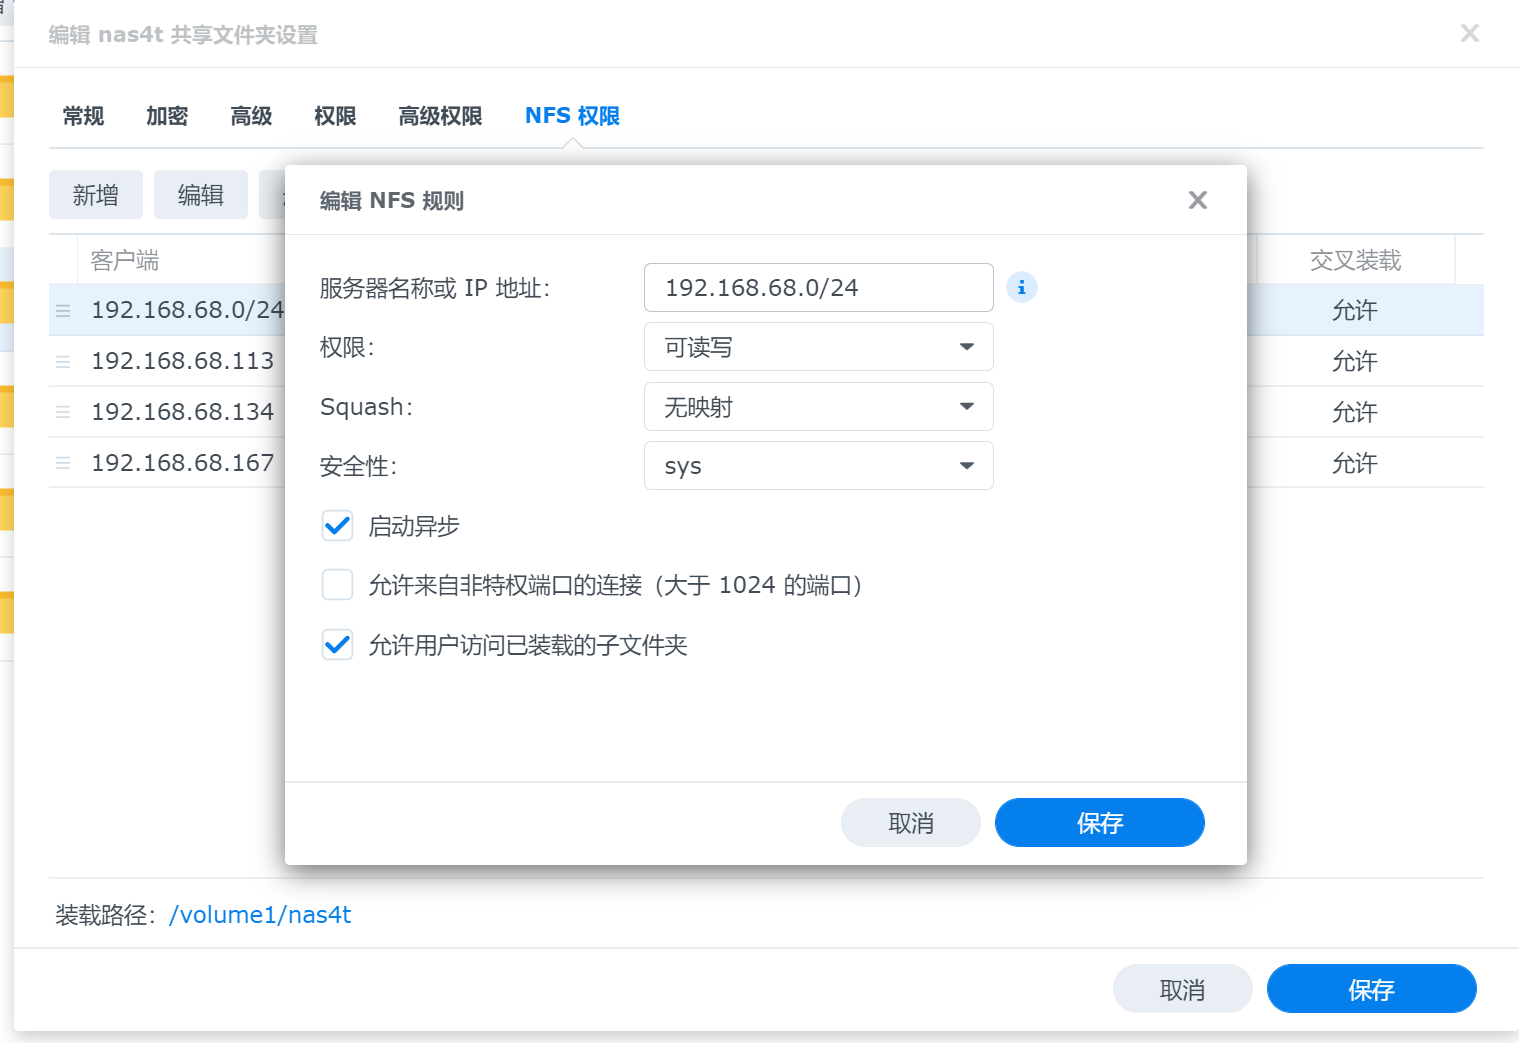 编辑 nas4t 共享文件夹设置
常规 加密 高级 权限 高级权限 NFS 权限
新增 编辑
编辑 NFS 规则
客户端 交叉装载
192.168.68.0/24 允许
192.168.68.113 允许
192.168.68.134 允许
192.168.68.167 允许
服务器名称或 IP 地址: 192.168.68.0/24
权限: 可读写
Squash: 无映射
安全性: sys
启动异步
允许来自非特权端口的连接（大于 1024 的端口）
允许用户访问已装载的子文件夹
取消 保存
装载路径: /volume1/nas4t
取消 保存